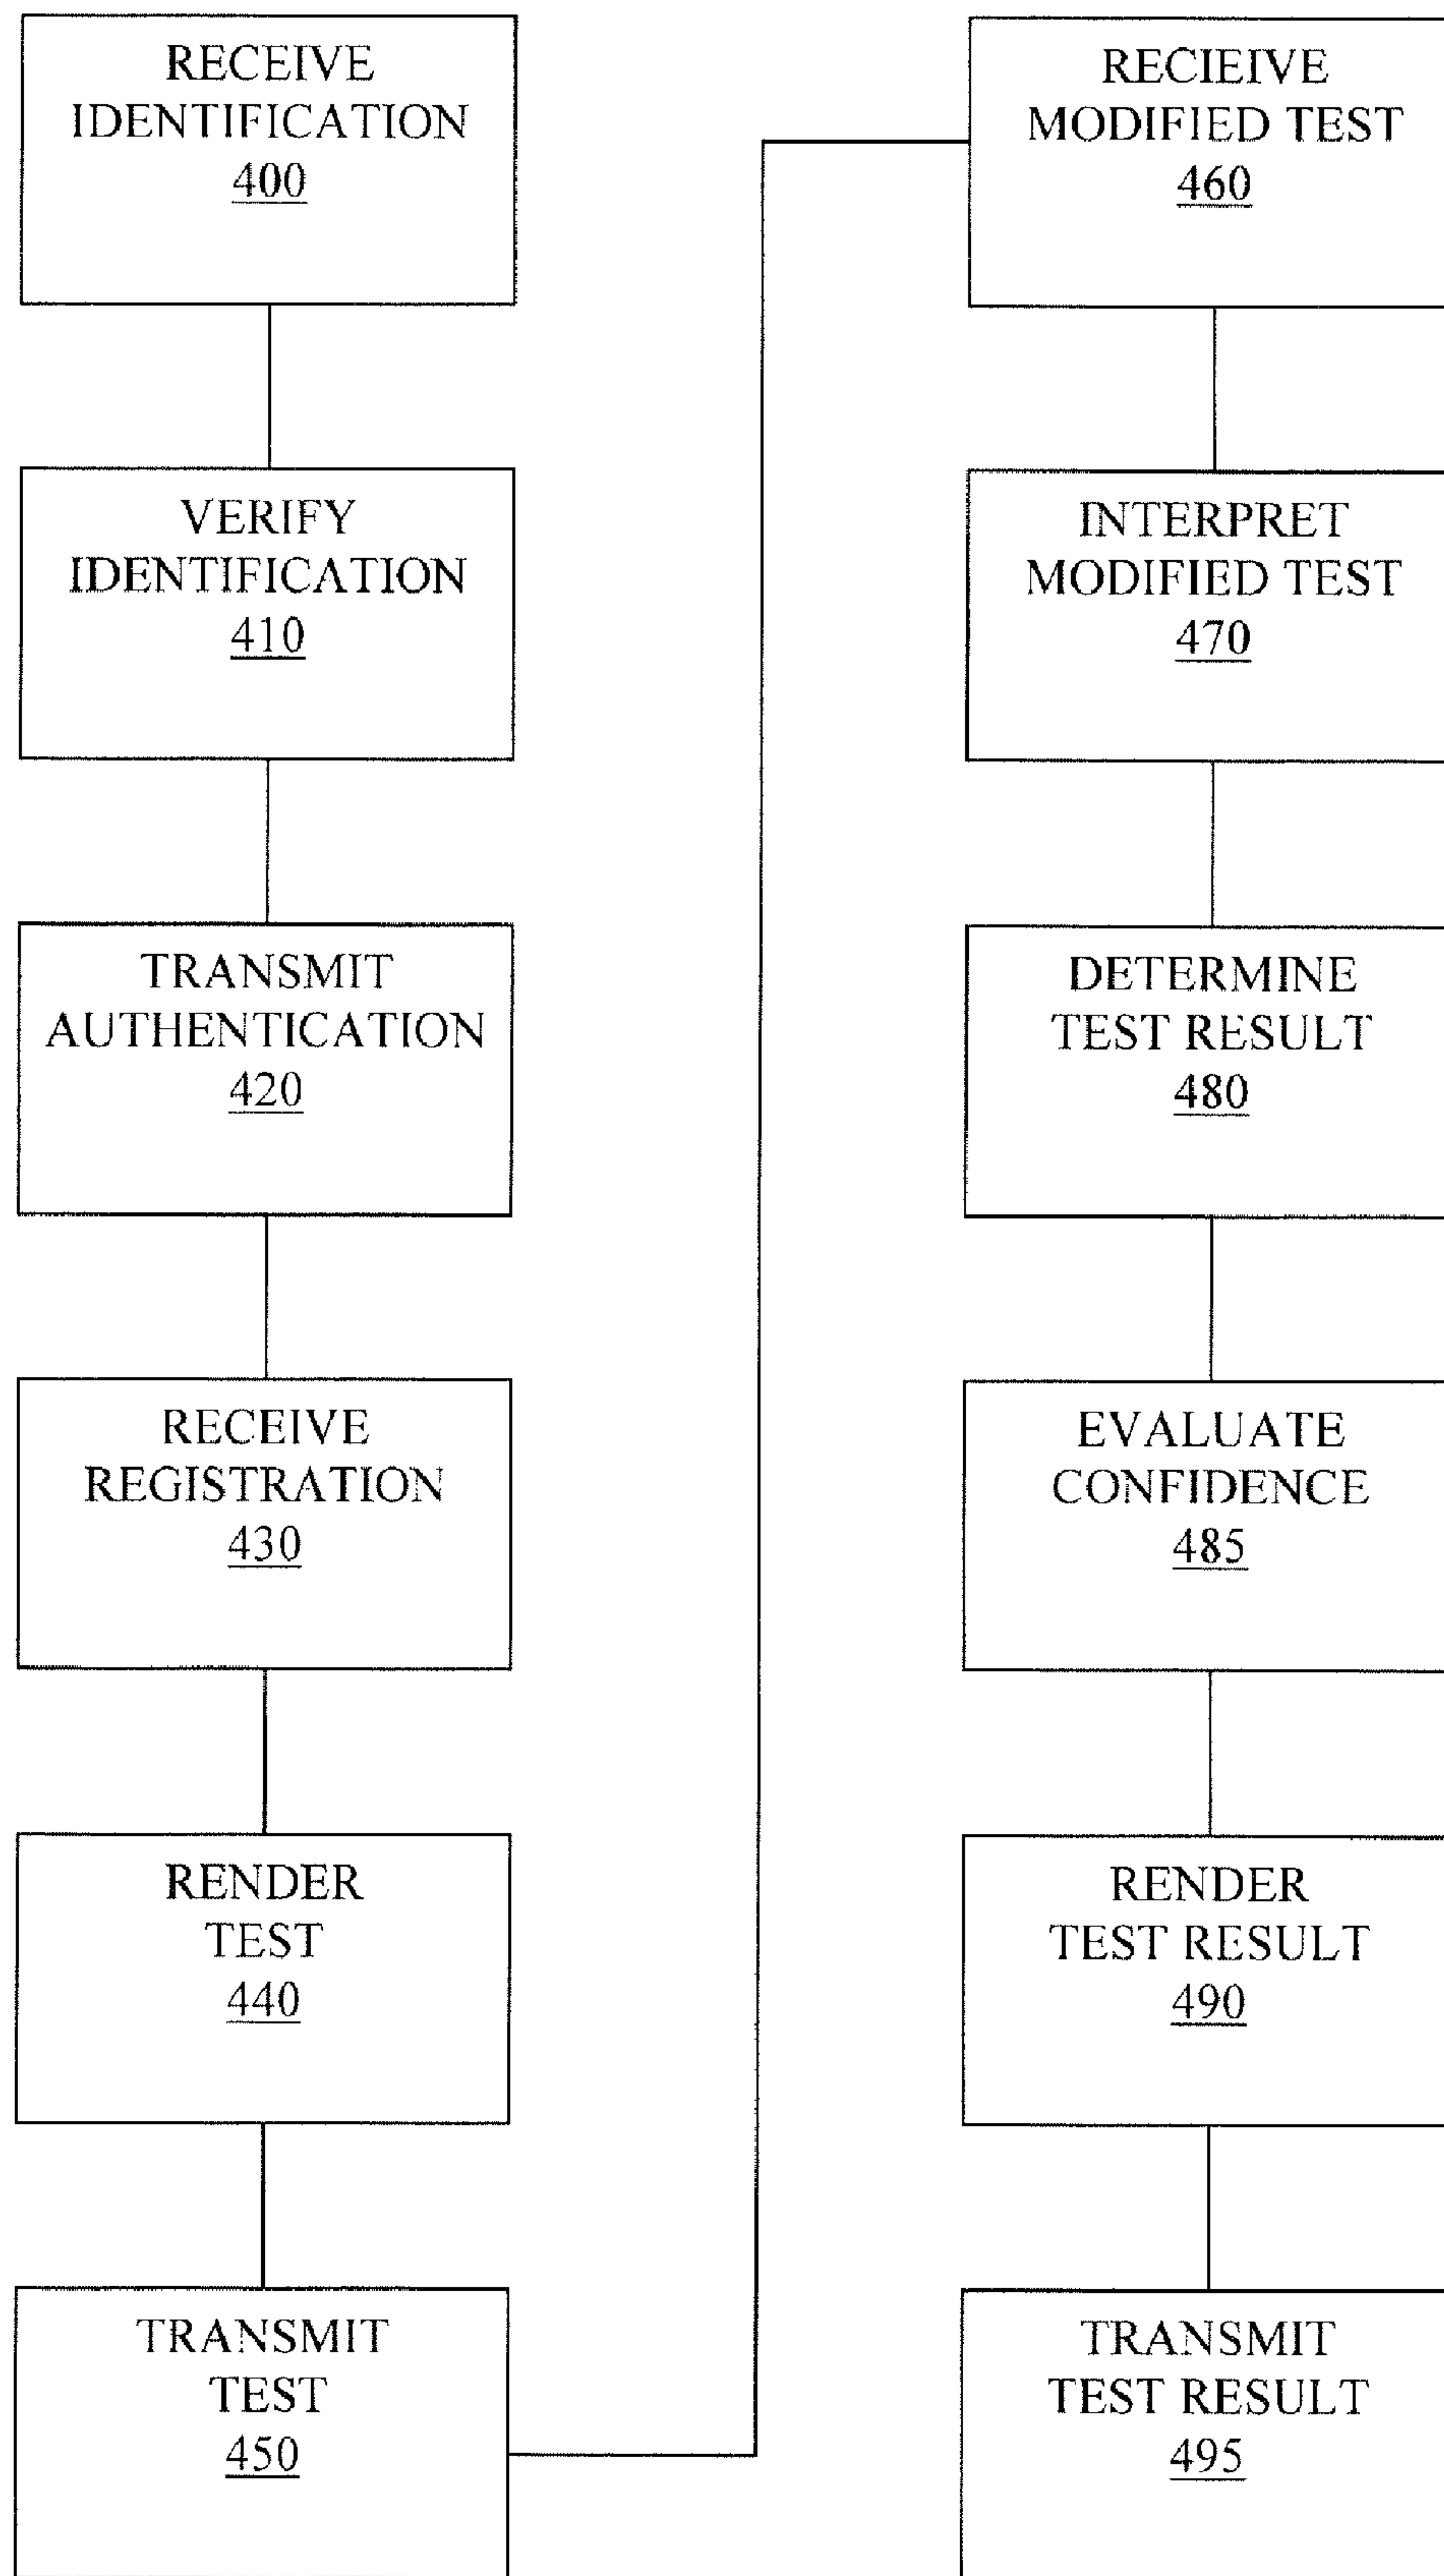 RECEIVE
IDENTIFICATION
400
VERIFY
IDENTIFICATION
410
TRANSMIT
AUTHENTICATION
420
RECEIVE
REGISTRATION
430
RENDER
TEST
440
TRANSMIT
TEST
450
RECIEIVE
MODIFIED TEST
460
INTERPRET
MODIFIED TEST
470
DETERMINE
TEST RESULT
480
EVALUATE
CONFIDENCE
485
RENDER
TEST RESULT
490
TRANSMIT
TEST RESULT
495